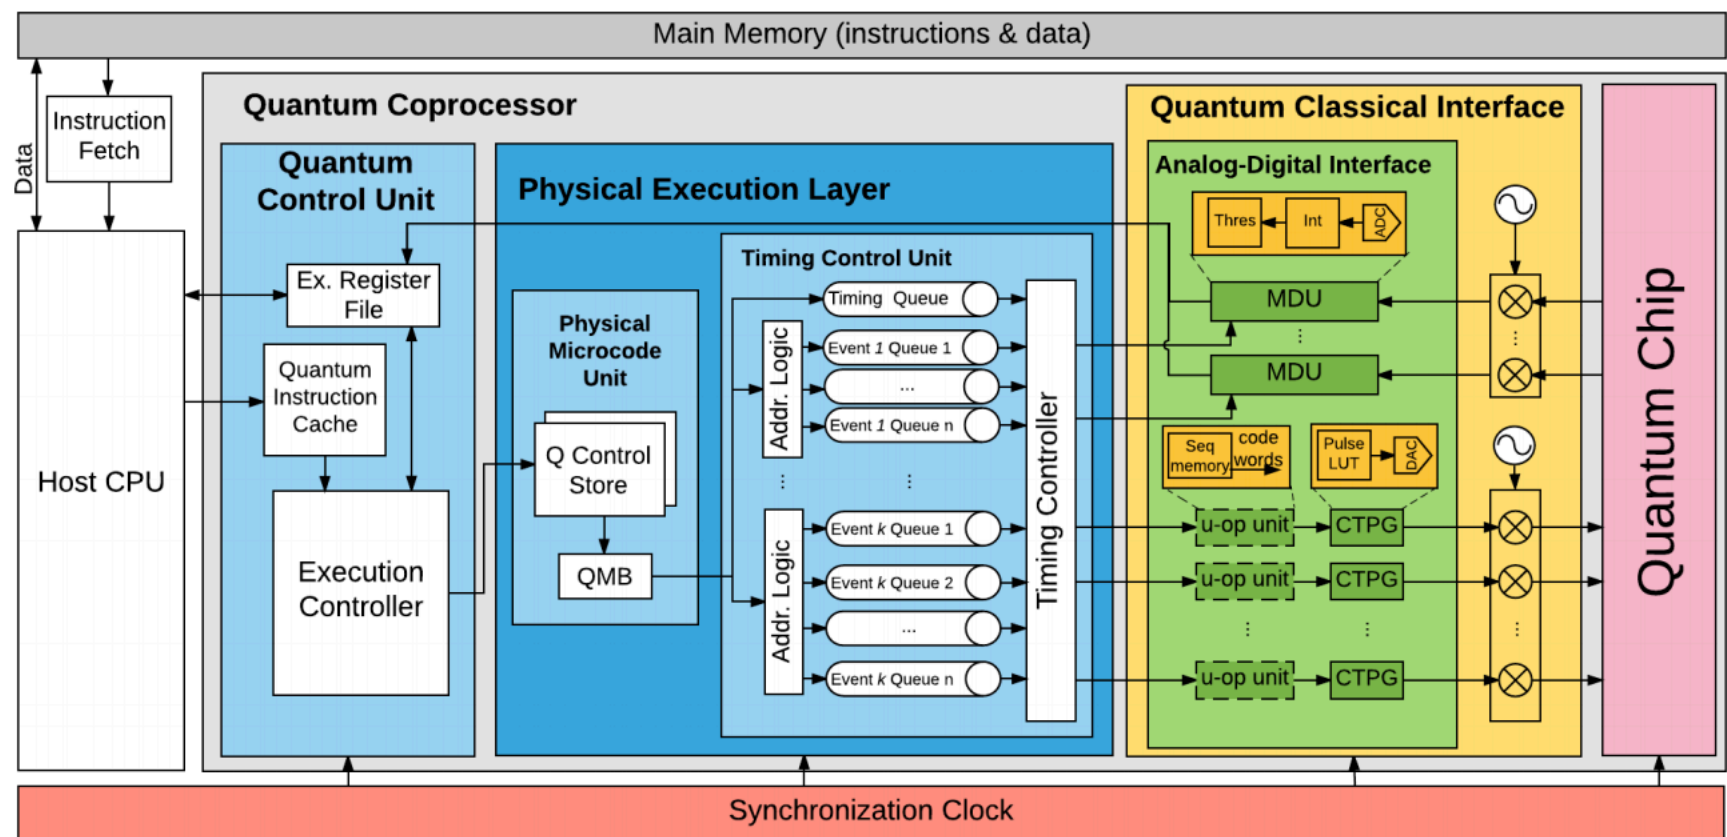 Main Memory (instructions & data)
Data
Instruction
Fetch
Host CPU
Quantum Coprocessor
Quantum
Control Unit
Ex. Register
File
Quantum
Instruction
Cache
Execution
Controller
Physical Execution Layer
Physical
Microcode
Unit
Q Control
Store
QMB
Timing Control Unit
Timing Queue
Addr. Logic
Event 1 Queue 1
...
Event 1 Queue n
...
...
Addr. Logic
Event k Queue 1
Event k Queue 2
...
Event k Queue n
Timing Controller
Quantum Classical Interface
Analog-Digital Interface
Thres
Int
ADC
MDU
...
MDU
Seq
memory
code
words
Pulse
LUT
DAC
u-op unit
CTPG
u-op unit
CTPG
...
...
u-op unit
CTPG
...
...
Quantum Chip
Synchronization Clock